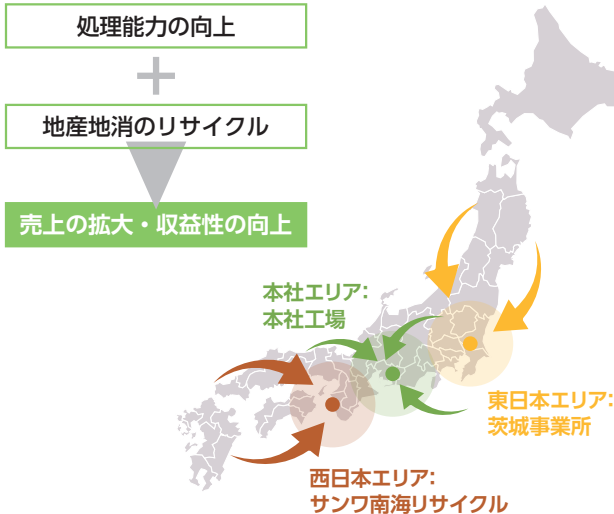 処理能力の向上
+
地産地消のリサイクル
売上の拡大・収益性の向上
本社エリア：
本社工場
東日本エリア：
茨城事業所
西日本エリア：
サンワ南海リサイクル